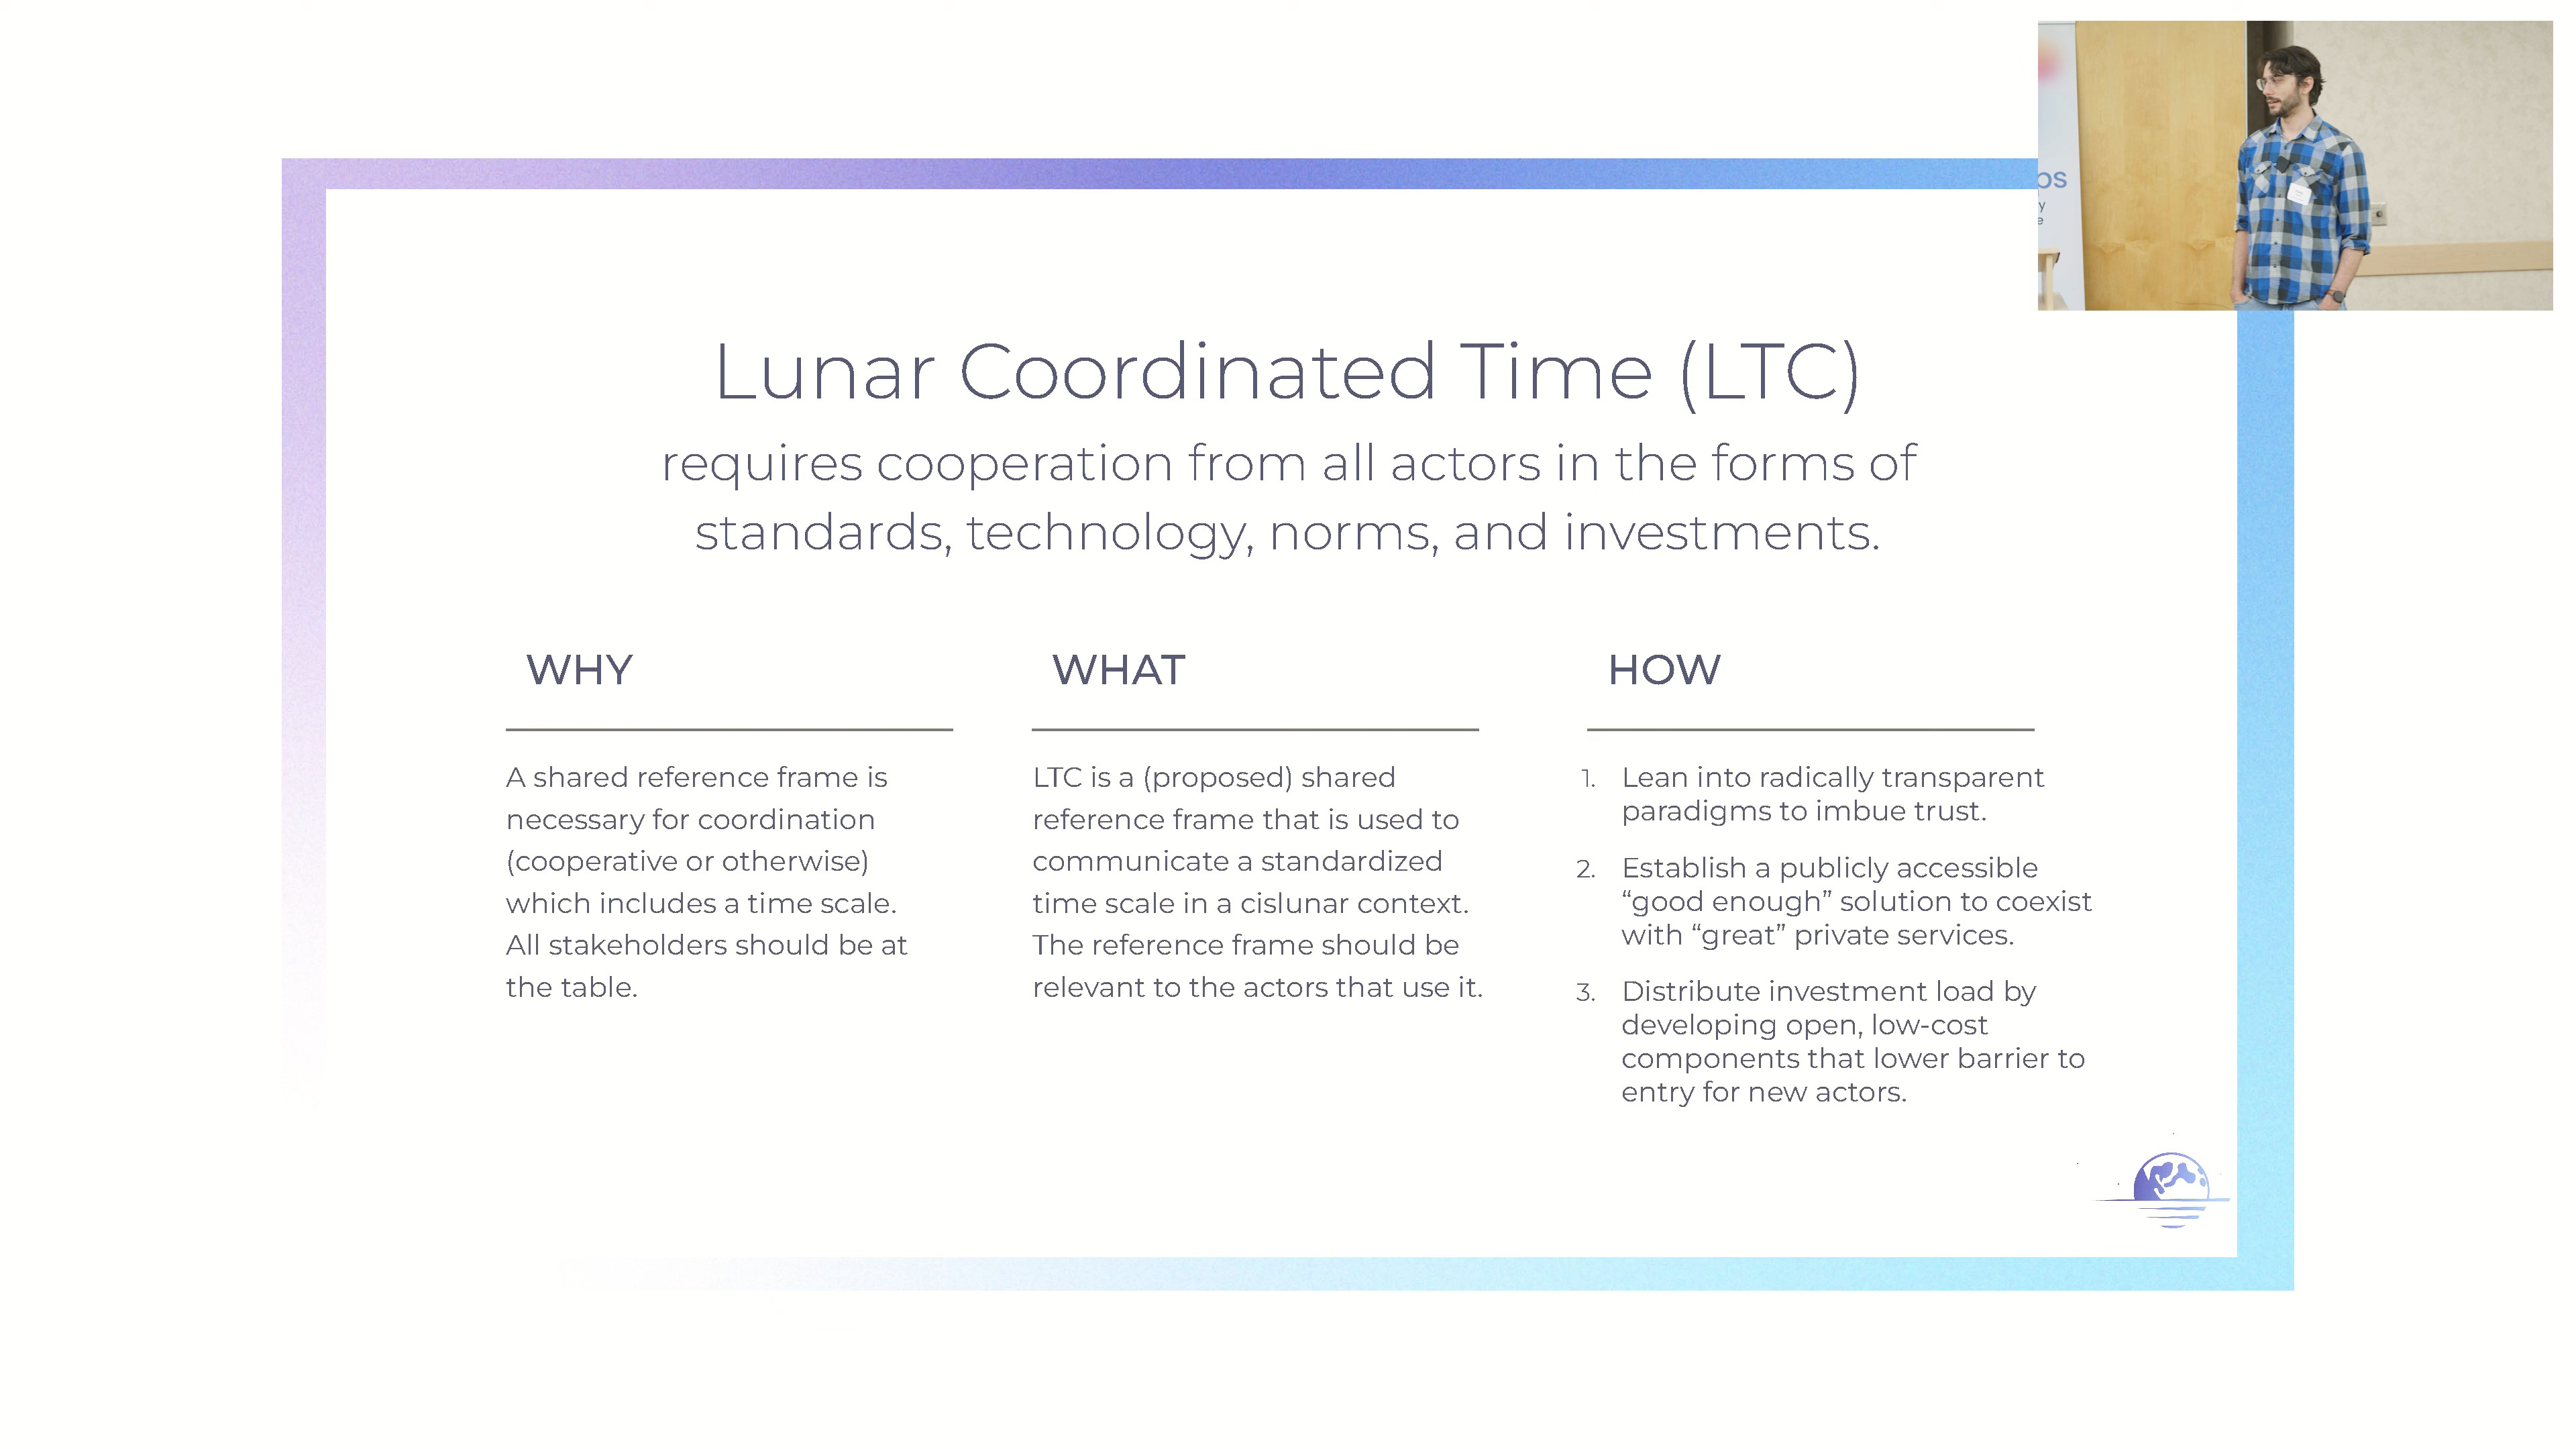 os
y
e
Lunar Coordinated Time (LTC)
requires cooperation from all actors in the forms of
standards, technology, norms, and investments.
WHY
A shared reference frame is
necessary for coordination
(cooperative or otherwise)
which includes a time scale.
All stakeholders should be at
the table.
WHAT
LTC is a (proposed) shared
reference frame that is used to
communicate a standardized
time scale in a cislunar context.
The reference frame should be
relevant to the actors that use it.
HOW
1. Lean into radically transparent
paradigms to imbue trust.
2. Establish a publicly accessible
“good enough” solution to coexist
with “great” private services.
3. Distribute investment load by
developing open, low-cost
components that lower barrier to
entry for new actors.